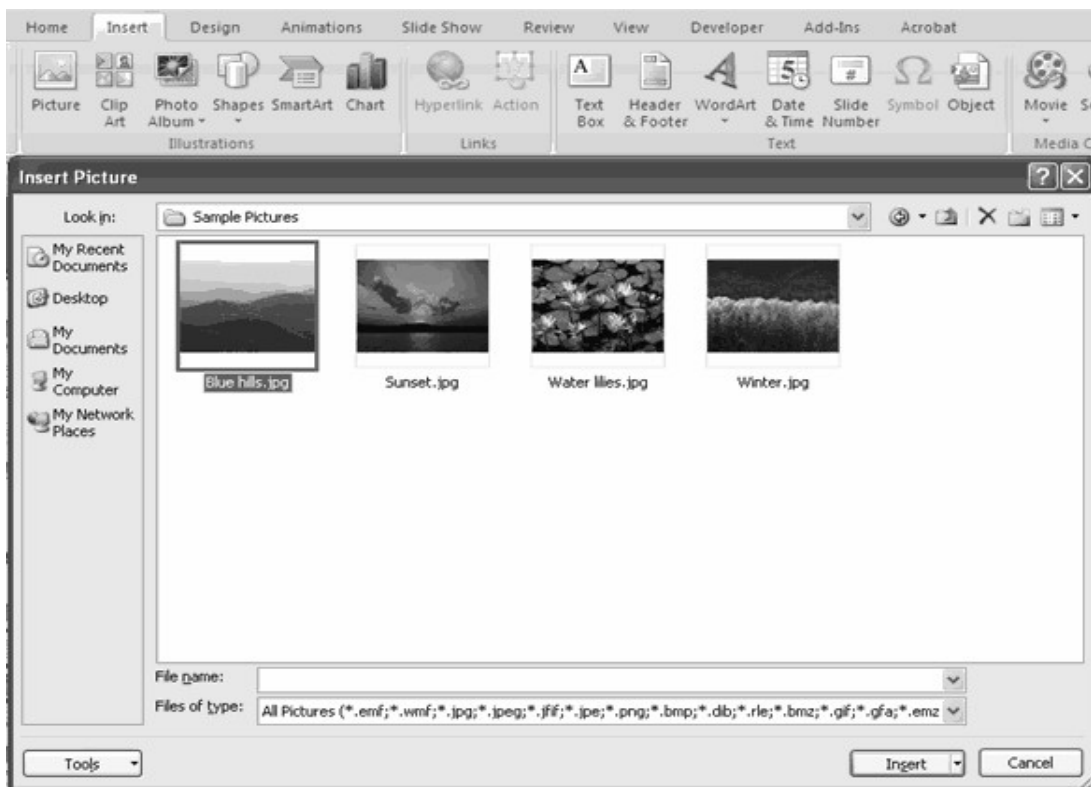 Home Insert Design Animations Slide Show Review View Developer Add-Ins Acrobat
Picture Clip Photo Shapes SmartArt Chart Hyperlink Action Text Header WordArt Date Slide Symbol Object Movie
Art Album Box & Footer & Time Number
Illustrations Links Text Media
Insert Picture
Look in: Sample Pictures
My Recent
Documents
Desktop
My
Documents
My
Computer
My Network
Places
Blue hills.jpg Sunset.jpg Water lilies.jpg Winter.jpg
File name:
Files of type: All Pictures (*.emf;*.wmf;*.jpg;*.jpeg;*.jfif;*.jpe;*.png;*.bmp;*.dib;*.rle;*.bmz;*.gif;*.gfa;*.emz
Tools Insert Cancel